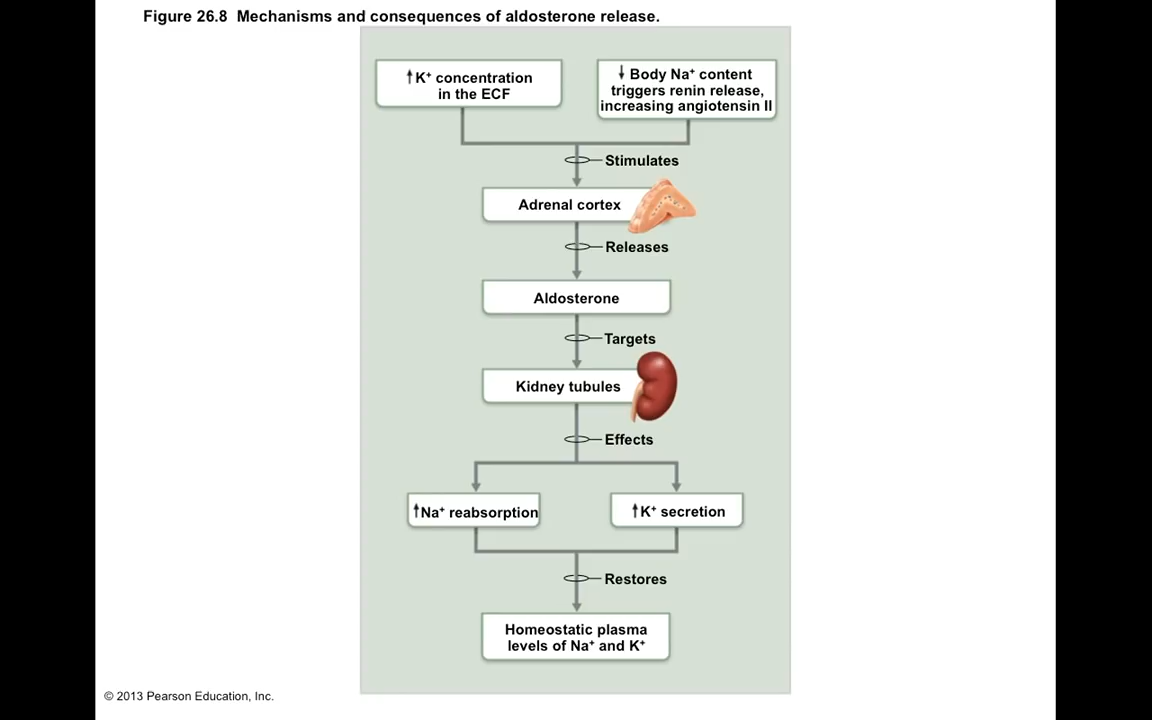 Figure 26.8  Mechanisms and consequences of aldosterone release.
↑K⁺ concentration
in the ECF
↓ Body Na⁺ content
triggers renin release,
increasing angiotensin II
Stimulates
Adrenal cortex
Releases
Aldosterone
Targets
Kidney tubules
Effects
↑Na⁺ reabsorption
↑K⁺ secretion
Restores
Homeostatic plasma
levels of Na⁺ and K⁺
© 2013 Pearson Education, Inc.